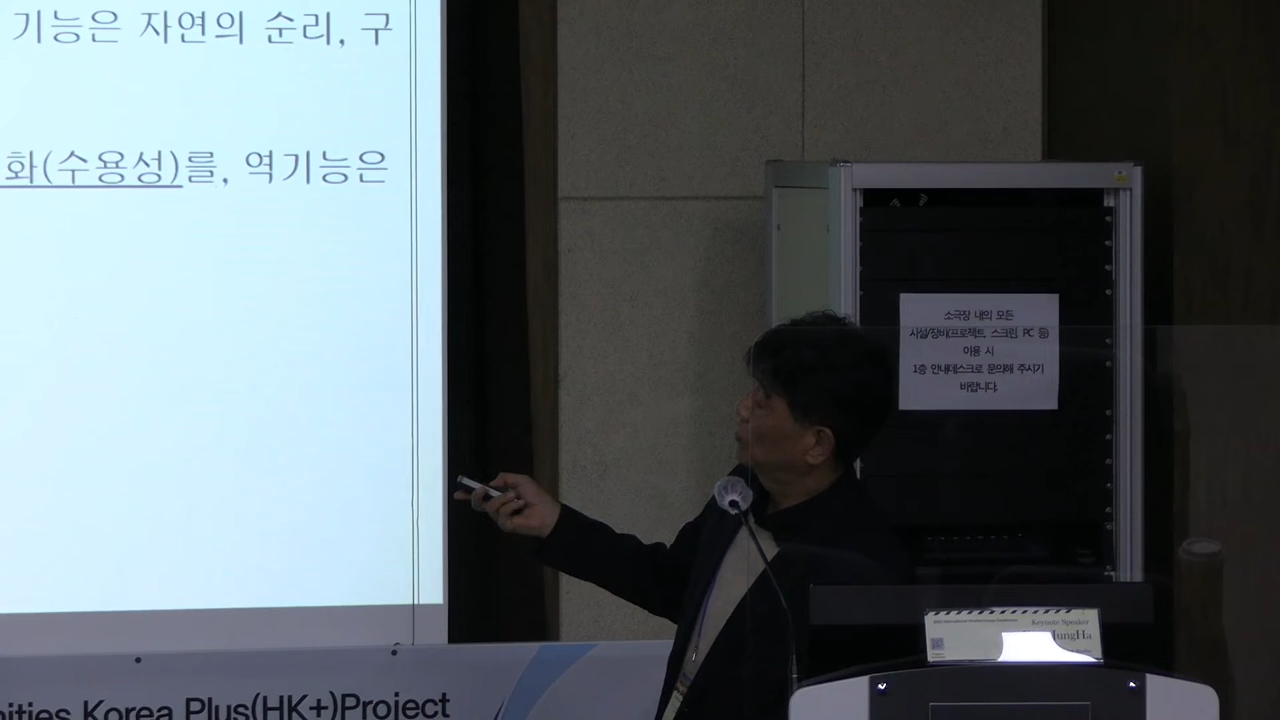 기능은 자연의 순리, 구
화(수용성)를, 역기능은
소극장 내의 모든
시설/장비(프로젝트, 스크린, PC 등)
이용 시
1층 안내데스크로 문의해 주시기
바랍니다.
Keynote Speaker
JungHa
nities Korea Plus(HK+)Project